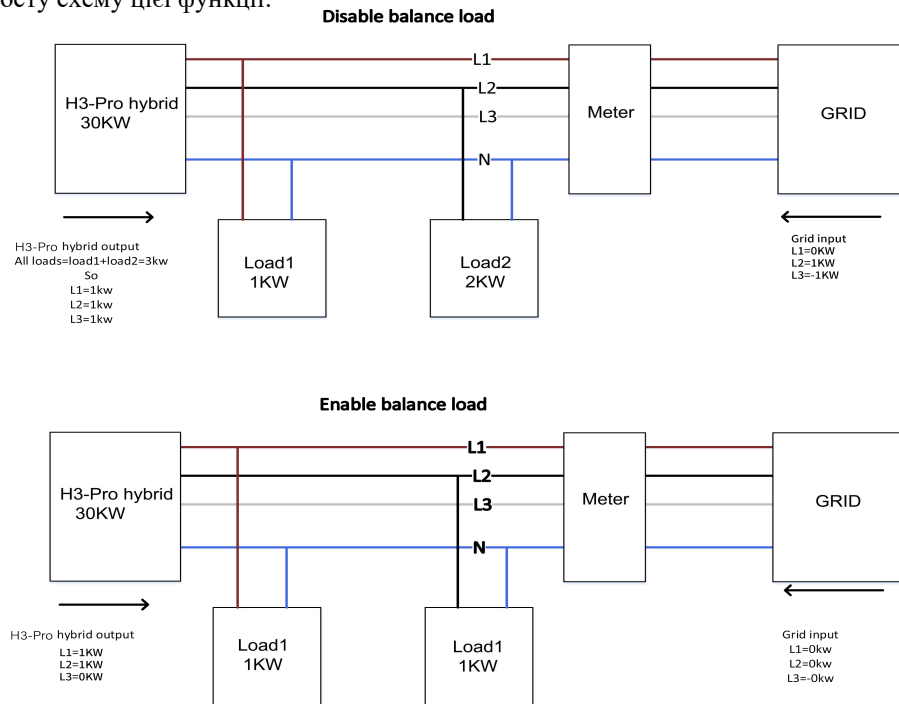 осту схему цієї функції.
Disable balance load
H3-Pro hybrid
30KW
L1
L2
L3
N
Meter
GRID
Load1
1KW
Load2
2KW
H3-Pro hybrid output
All loads=load1+load2=3kw
So
L1=1kw
L2=1kw
L3=1kw
Grid input
L1=0KW
L2=1KW
L3=-1KW
Enable balance load
H3-Pro hybrid
30KW
L1
L2
L3
N
Meter
GRID
Load1
1KW
Load1
1KW
H3-Pro hybrid output
L1=1KW
L2=1KW
L3=0KW
Grid input
L1=0kw
L2=0kw
L3=-0kw